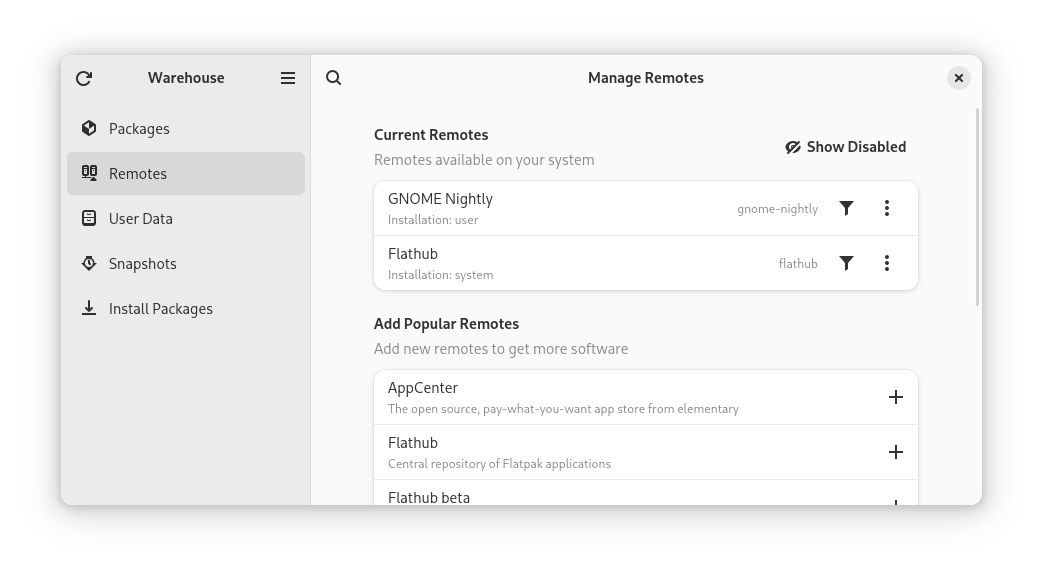 Warehouse
Manage Remotes
Packages
Remotes
User Data
Snapshots
Install Packages
Current Remotes
Remotes available on your system
Show Disabled
GNOME Nightly
Installation: user
gnome-nightly
Flathub
Installation: system
flathub
Add Popular Remotes
Add new remotes to get more software
AppCenter
The open source, pay-what-you-want app store from elementary
Flathub
Central repository of Flatpak applications
Flathub beta